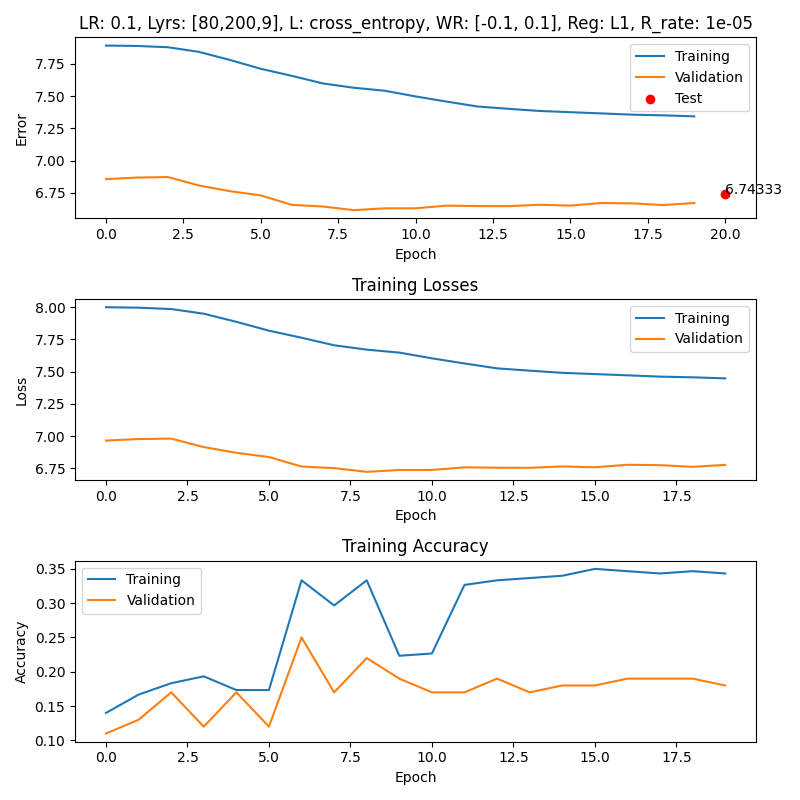 LR: 0.1, Lyrs: [80,200,9], L: cross_entropy, WR: [-0.1, 0.1], Reg: L1, R_rate: 1e-05
7.75
7.50
7.25
7.00
6.75
Error
Training
Validation
Test
6.74333
0.0 2.5 5.0 7.5 10.0 12.5 15.0 17.5 20.0
Epoch
Training Losses
8.00
7.75
7.50
7.25
7.00
6.75
Loss
Training
Validation
0.0 2.5 5.0 7.5 10.0 12.5 15.0 17.5
Epoch
Training Accuracy
0.35
0.30
0.25
0.20
0.15
0.10
Accuracy
Training
Validation
0.0 2.5 5.0 7.5 10.0 12.5 15.0 17.5
Epoch